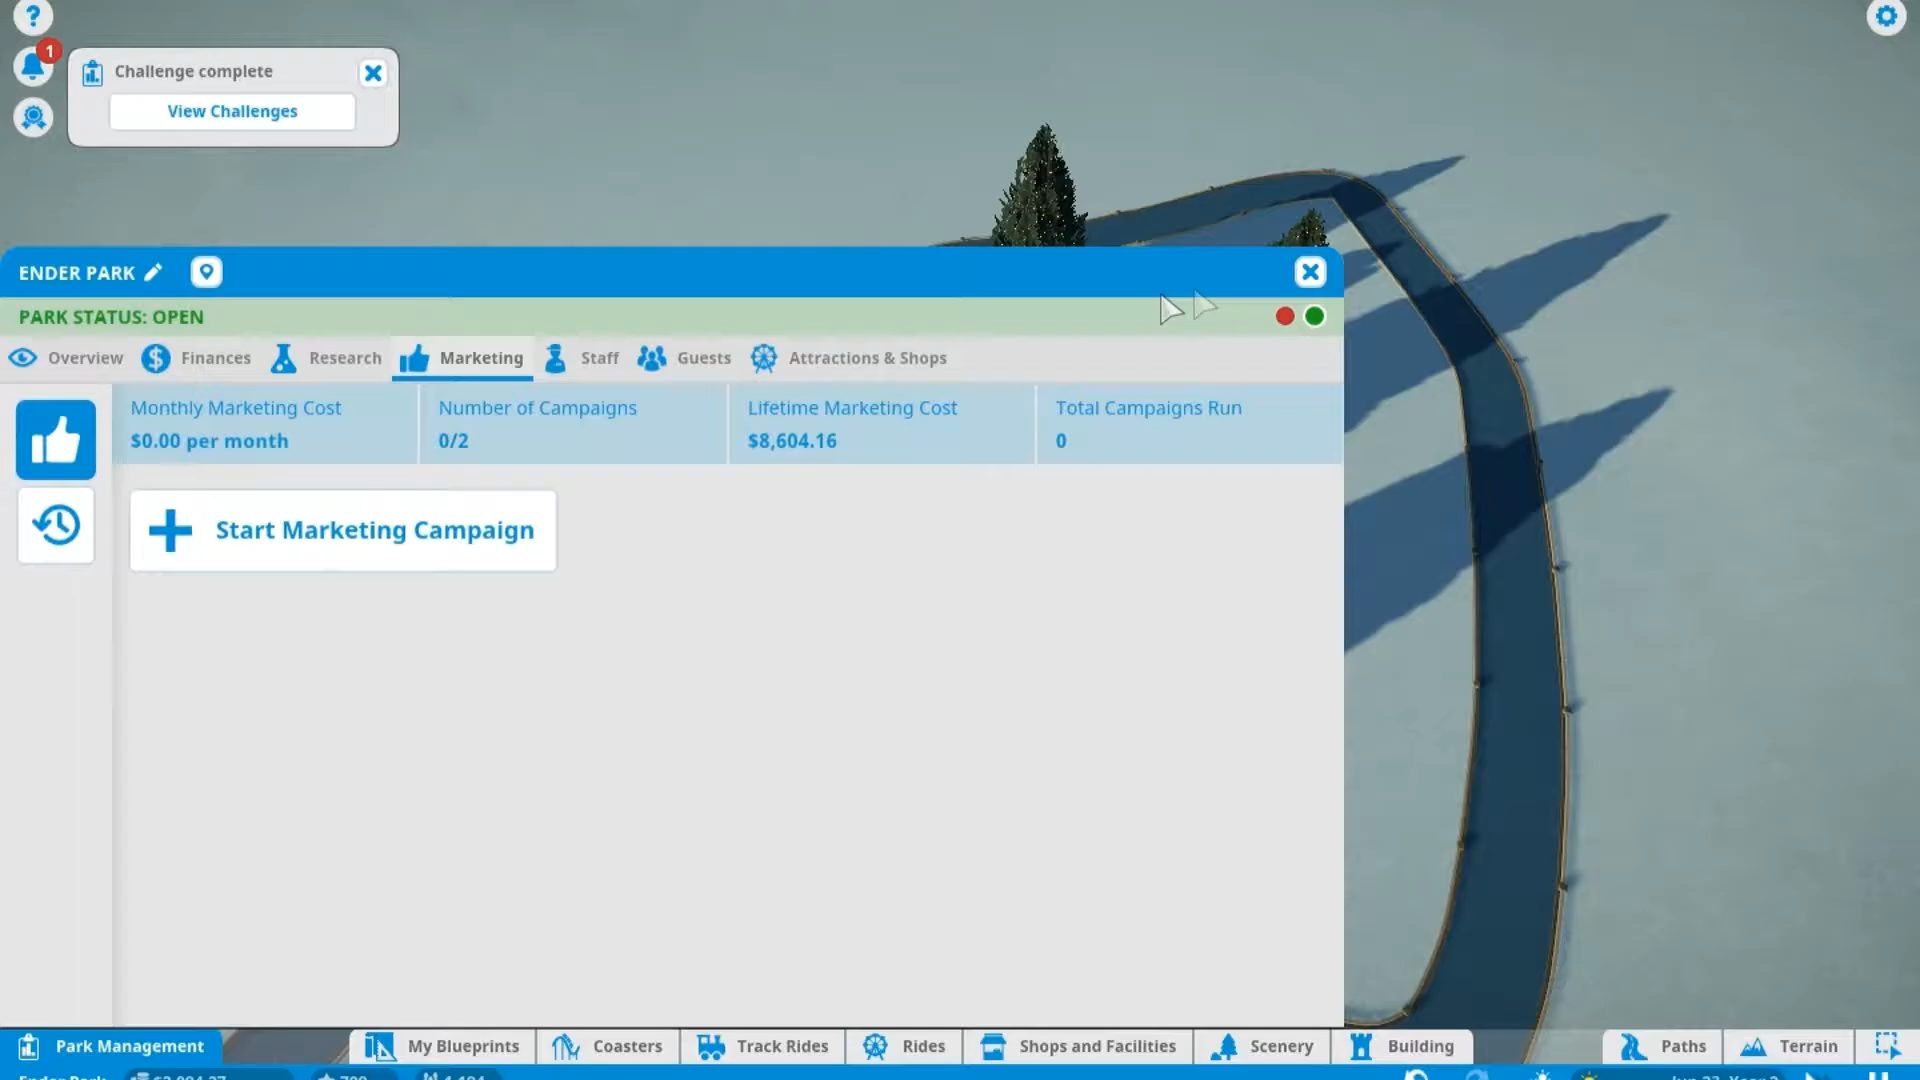 ?
1
Challenge complete
View Challenges
ENDER PARK
PARK STATUS: OPEN
Overview
Finances
Research
Marketing
Staff
Guests
Attractions & Shops
Monthly Marketing Cost
$0.00 per month
Number of Campaigns
0/2
Lifetime Marketing Cost
$8,604.16
Total Campaigns Run
0
Start Marketing Campaign
Park Management
My Blueprints
Coasters
Track Rides
Rides
Shops and Facilities
Scenery
Building
Paths
Terrain
Ender Park